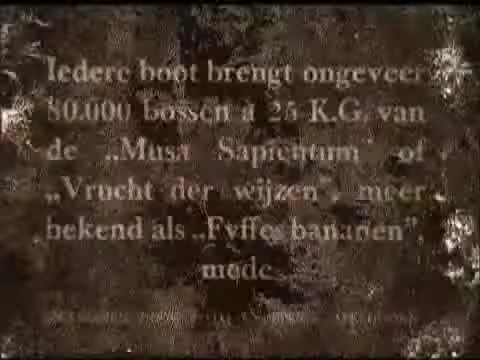 Iedere boot brengt ongeveer
80.000 bossen à 25 K.G. van
de „Musa Sapientum” of
„Vrucht der wijzen”, meer
bekend als „Fyffes bananen”,
mede